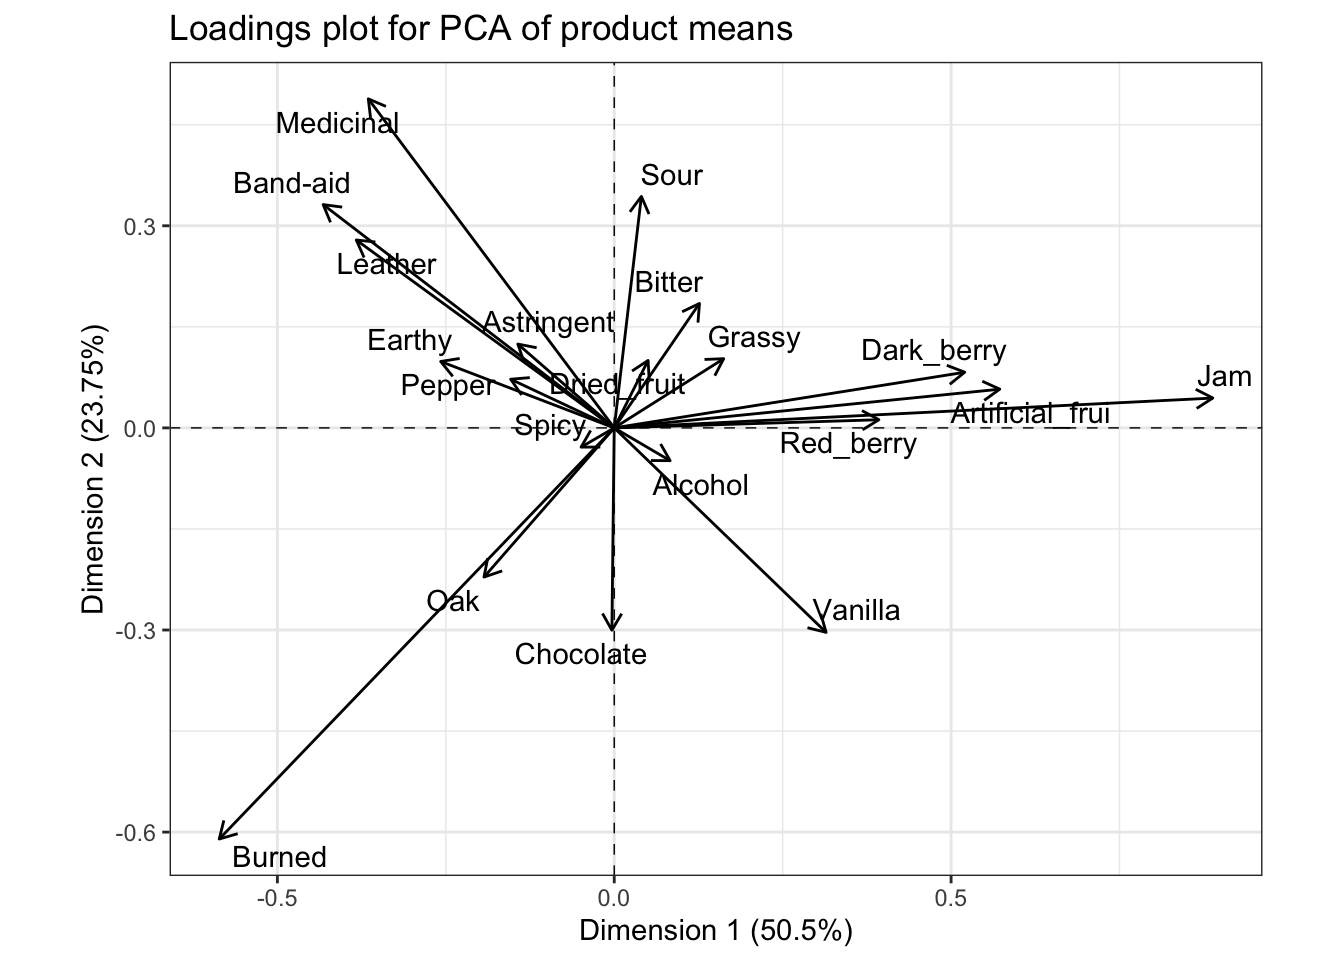 Loadings plot for PCA of product means
Medicinal
Band-aid
Sour
0.3
Leather
Bitter
Astringent
Earthy
Grassy
Dark_berry
Pepper
Dried_fruit
Jam
Artificial_frui
Spicy
0.0
Red_berry
Alcohol
Oak
Vanilla
-0.3
Chocolate
-0.6
Burned
-0.5
0.0
0.5
Dimension 1 (50.5%)
Dimension 2 (23.75%)